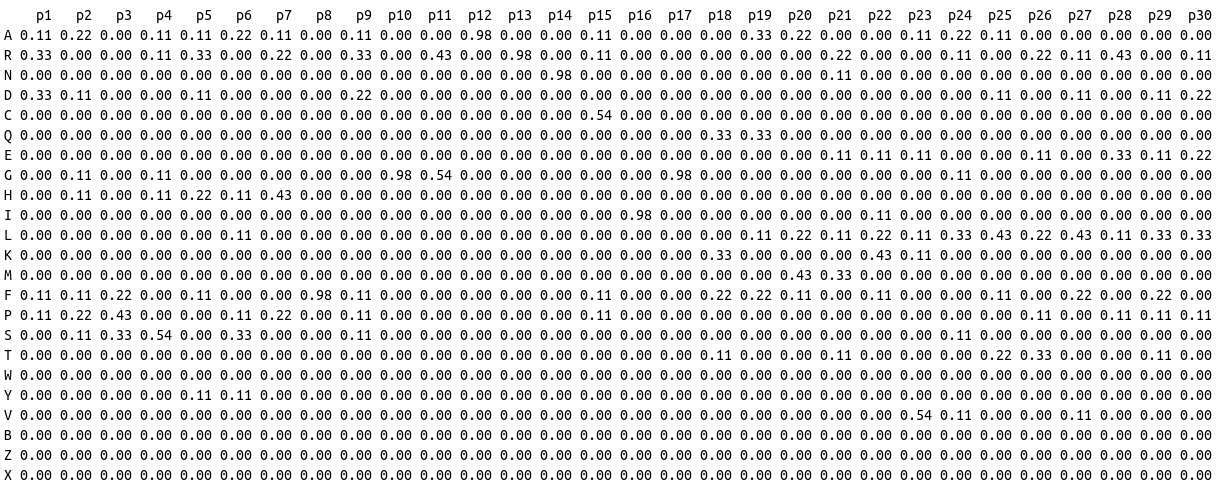 p1 p2 p3 p4 p5 p6 p7 p8 p9 p10 p11 p12 p13 p14 p15 p16 p17 p18 p19 p20 p21 p22 p23 p24 p25 p26 p27 p28 p29 p30
A 0.11 0.22 0.00 0.11 0.11 0.22 0.11 0.00 0.11 0.00 0.00 0.98 0.00 0.00 0.11 0.00 0.00 0.00 0.33 0.22 0.00 0.00 0.11 0.22 0.11 0.00 0.00 0.00 0.00 0.00
R 0.33 0.00 0.00 0.11 0.33 0.00 0.22 0.00 0.33 0.00 0.43 0.00 0.98 0.00 0.11 0.00 0.00 0.00 0.00 0.00 0.22 0.00 0.00 0.11 0.00 0.22 0.11 0.43 0.00 0.11
N 0.00 0.00 0.00 0.00 0.00 0.00 0.00 0.00 0.00 0.00 0.00 0.00 0.00 0.98 0.00 0.00 0.00 0.00 0.00 0.00 0.11 0.00 0.00 0.00 0.00 0.00 0.00 0.00 0.00 0.00
D 0.33 0.11 0.00 0.00 0.11 0.00 0.00 0.00 0.22 0.00 0.00 0.00 0.00 0.00 0.00 0.00 0.00 0.00 0.00 0.00 0.00 0.00 0.00 0.00 0.11 0.00 0.11 0.00 0.11 0.22
C 0.00 0.00 0.00 0.00 0.00 0.00 0.00 0.00 0.00 0.00 0.00 0.00 0.00 0.00 0.54 0.00 0.00 0.00 0.00 0.00 0.00 0.00 0.00 0.00 0.00 0.00 0.00 0.00 0.00 0.00
Q 0.00 0.00 0.00 0.00 0.00 0.00 0.00 0.00 0.00 0.00 0.00 0.00 0.00 0.00 0.00 0.00 0.00 0.33 0.33 0.00 0.00 0.00 0.00 0.00 0.00 0.00 0.00 0.00 0.00 0.00
E 0.00 0.00 0.00 0.00 0.00 0.00 0.00 0.00 0.00 0.00 0.00 0.00 0.00 0.00 0.00 0.00 0.00 0.00 0.00 0.00 0.11 0.11 0.11 0.00 0.00 0.11 0.00 0.33 0.11 0.22
G 0.00 0.11 0.00 0.11 0.00 0.00 0.00 0.00 0.00 0.98 0.54 0.00 0.00 0.00 0.00 0.00 0.98 0.00 0.00 0.00 0.00 0.00 0.00 0.11 0.00 0.00 0.00 0.00 0.00 0.00
H 0.00 0.11 0.00 0.11 0.22 0.11 0.43 0.00 0.00 0.00 0.00 0.00 0.00 0.00 0.00 0.00 0.00 0.00 0.00 0.00 0.00 0.00 0.00 0.00 0.00 0.00 0.00 0.00 0.00 0.00
I 0.00 0.00 0.00 0.00 0.00 0.00 0.00 0.00 0.00 0.00 0.00 0.00 0.00 0.00 0.00 0.98 0.00 0.00 0.00 0.00 0.00 0.11 0.00 0.00 0.00 0.00 0.00 0.00 0.00 0.00
L 0.00 0.00 0.00 0.00 0.00 0.11 0.00 0.00 0.00 0.00 0.00 0.00 0.00 0.00 0.00 0.00 0.00 0.00 0.11 0.22 0.11 0.22 0.11 0.33 0.43 0.22 0.43 0.11 0.33 0.33
K 0.00 0.00 0.00 0.00 0.00 0.00 0.00 0.00 0.00 0.00 0.00 0.00 0.00 0.00 0.00 0.00 0.00 0.33 0.00 0.00 0.00 0.43 0.11 0.00 0.00 0.00 0.00 0.00 0.00 0.00
M 0.00 0.00 0.00 0.00 0.00 0.00 0.00 0.00 0.00 0.00 0.00 0.00 0.00 0.00 0.00 0.00 0.00 0.00 0.00 0.43 0.33 0.00 0.00 0.00 0.00 0.00 0.00 0.00 0.00 0.00
F 0.11 0.11 0.22 0.00 0.11 0.00 0.00 0.98 0.11 0.00 0.00 0.00 0.00 0.00 0.11 0.00 0.00 0.22 0.22 0.11 0.00 0.11 0.00 0.00 0.11 0.00 0.22 0.00 0.22 0.00
P 0.11 0.22 0.43 0.00 0.00 0.11 0.22 0.00 0.11 0.00 0.00 0.00 0.00 0.00 0.11 0.00 0.00 0.00 0.00 0.00 0.00 0.00 0.00 0.00 0.00 0.11 0.00 0.11 0.11 0.11
S 0.00 0.11 0.33 0.54 0.00 0.33 0.00 0.00 0.11 0.00 0.00 0.00 0.00 0.00 0.00 0.00 0.00 0.00 0.00 0.00 0.00 0.00 0.00 0.11 0.00 0.00 0.00 0.00 0.00 0.00
T 0.00 0.00 0.00 0.00 0.00 0.00 0.00 0.00 0.00 0.00 0.00 0.00 0.00 0.00 0.00 0.00 0.00 0.11 0.00 0.00 0.11 0.00 0.00 0.00 0.22 0.33 0.00 0.00 0.11 0.00
W 0.00 0.00 0.00 0.00 0.00 0.00 0.00 0.00 0.00 0.00 0.00 0.00 0.00 0.00 0.00 0.00 0.00 0.00 0.00 0.00 0.00 0.00 0.00 0.00 0.00 0.00 0.00 0.00 0.00 0.00
Y 0.00 0.00 0.00 0.00 0.11 0.11 0.00 0.00 0.00 0.00 0.00 0.00 0.00 0.00 0.00 0.00 0.00 0.00 0.00 0.00 0.00 0.00 0.00 0.00 0.00 0.00 0.00 0.00 0.00 0.00
V 0.00 0.00 0.00 0.00 0.00 0.00 0.00 0.00 0.00 0.00 0.00 0.00 0.00 0.00 0.00 0.00 0.00 0.00 0.00 0.00 0.00 0.00 0.54 0.11 0.00 0.00 0.11 0.00 0.00 0.00
B 0.00 0.00 0.00 0.00 0.00 0.00 0.00 0.00 0.00 0.00 0.00 0.00 0.00 0.00 0.00 0.00 0.00 0.00 0.00 0.00 0.00 0.00 0.00 0.00 0.00 0.00 0.00 0.00 0.00 0.00
Z 0.00 0.00 0.00 0.00 0.00 0.00 0.00 0.00 0.00 0.00 0.00 0.00 0.00 0.00 0.00 0.00 0.00 0.00 0.00 0.00 0.00 0.00 0.00 0.00 0.00 0.00 0.00 0.00 0.00 0.00
X 0.00 0.00 0.00 0.00 0.00 0.00 0.00 0.00 0.00 0.00 0.00 0.00 0.00 0.00 0.00 0.00 0.00 0.00 0.00 0.00 0.00 0.00 0.00 0.00 0.00 0.00 0.00 0.00 0.00 0.00